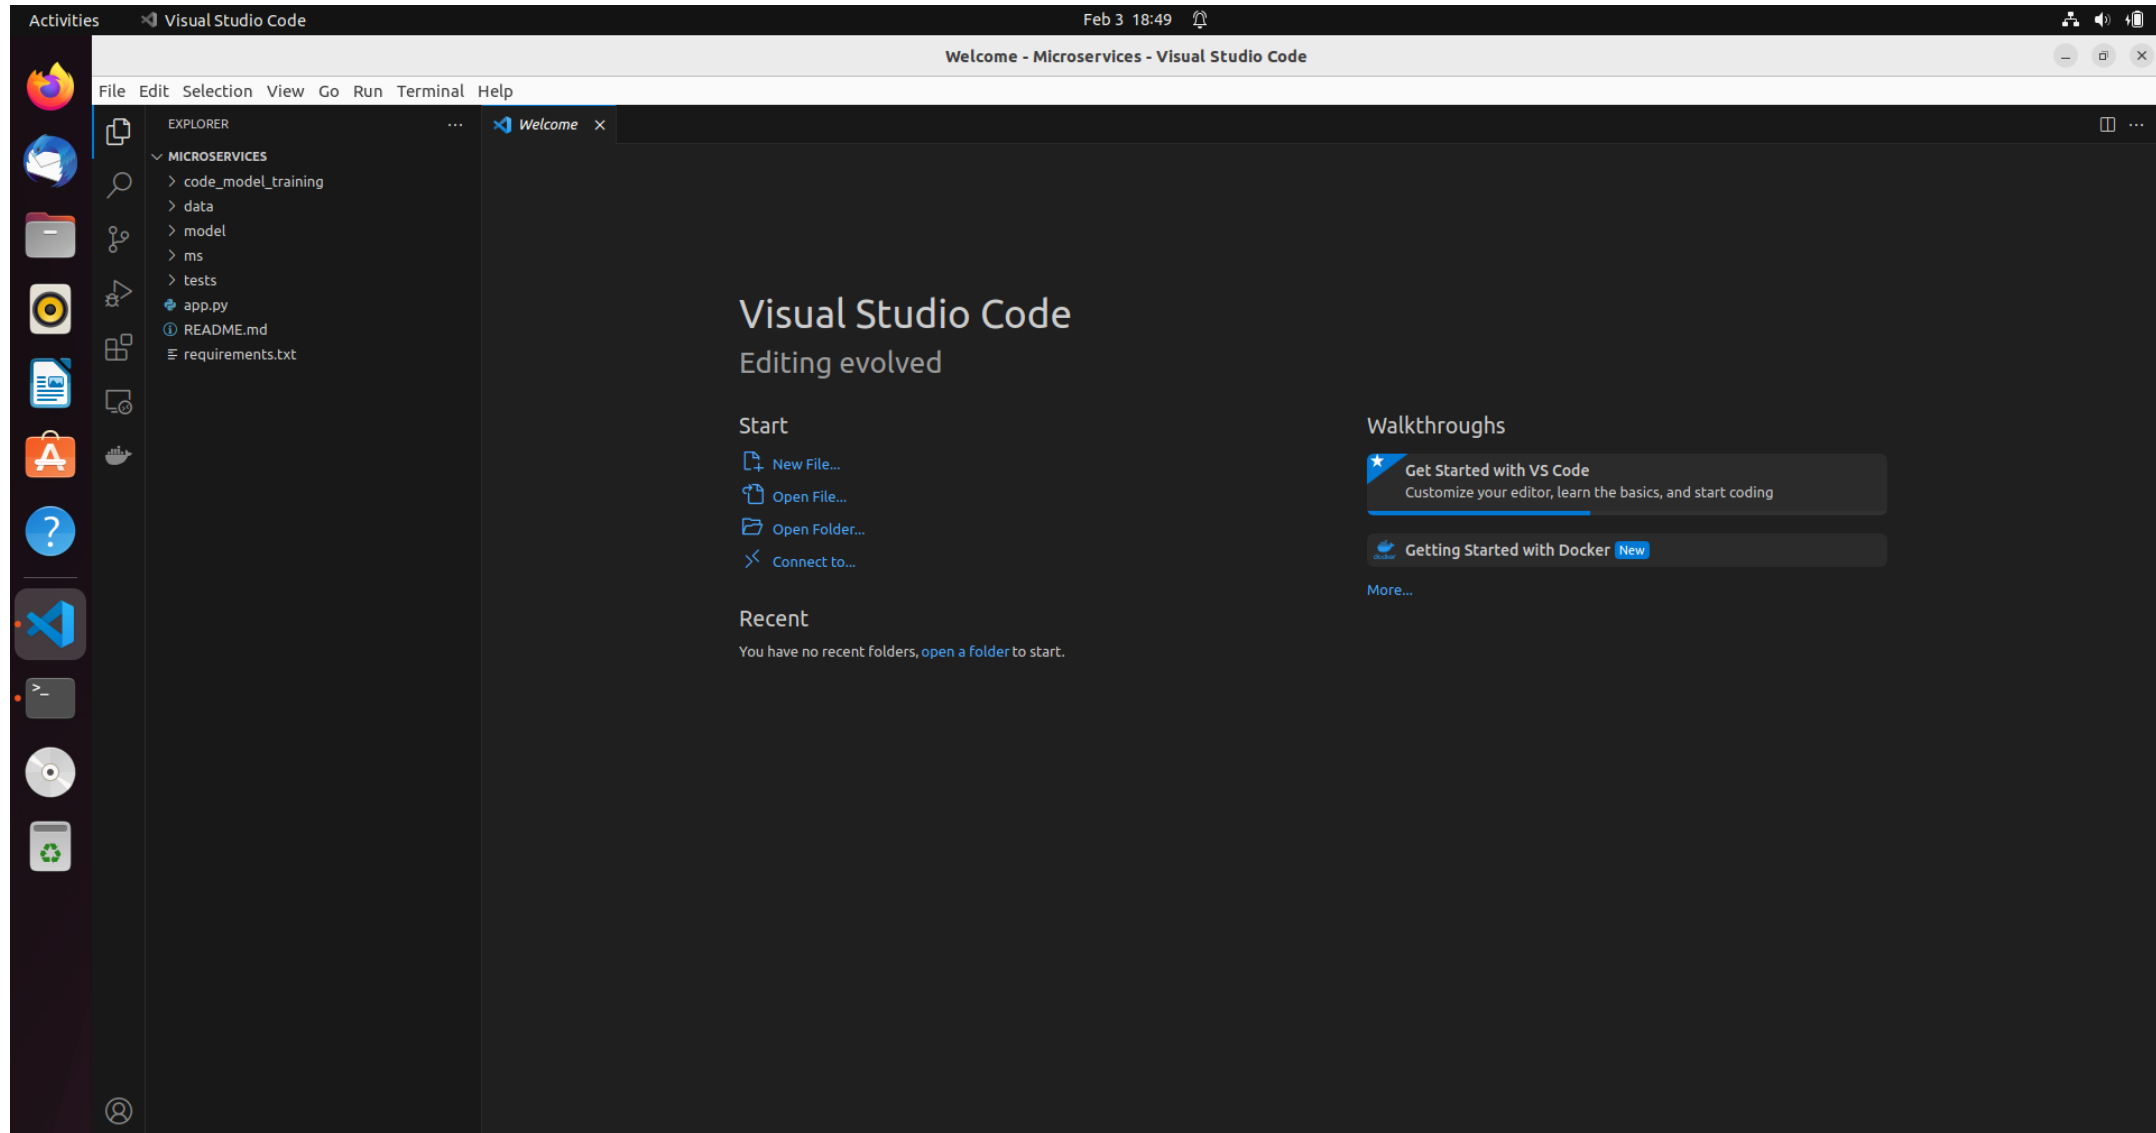 Activities Visual Studio Code Feb 3 18:49
Welcome - Microservices - Visual Studio Code
File Edit Selection View Go Run Terminal Help
EXPLORER
Welcome
MICROSERVICES
code_model_training
data
model
ms
tests
app.py
README.md
requirements.txt
Visual Studio Code
Editing evolved
Start
New File...
Open File...
Open Folder...
Connect to...
Recent
You have no recent folders, open a folder to start.
Walkthroughs
Get Started with VS Code
Customize your editor, learn the basics, and start coding
Getting Started with Docker New
More...